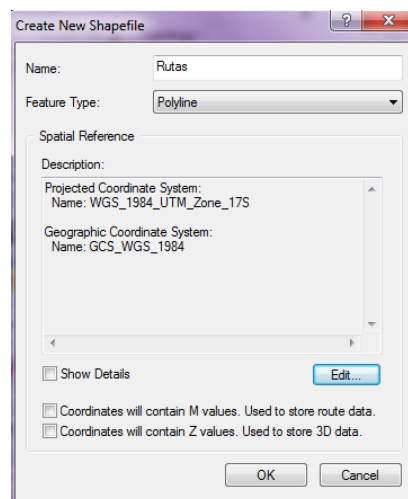 Create New Shapefile
Name: Rutas
Feature Type: Polyline
Spatial Reference
Description:
Projected Coordinate System:
Name: WGS_1984_UTM_Zone_17S
Geographic Coordinate System:
Name: GCS_WGS_1984
Show Details Edit...
Coordinates will contain M values. Used to store route data.
Coordinates will contain Z values. Used to store 3D data.
OK Cancel